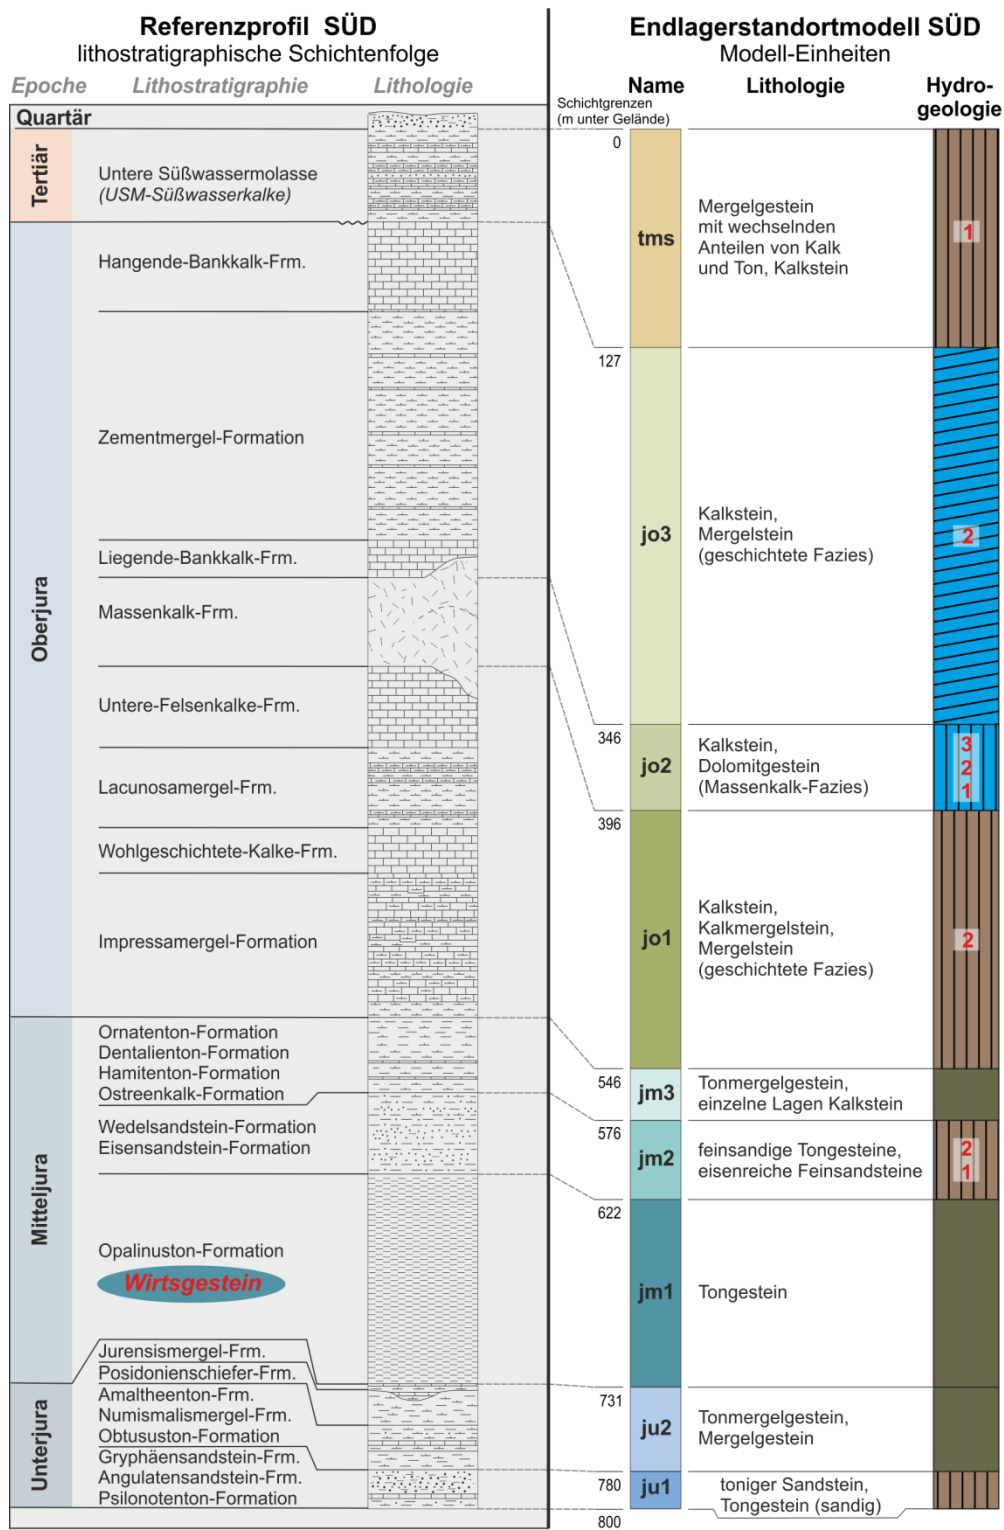 Referenzprofil SÜD
lithostratigraphische Schichtenfolge
Epoche Lithostratigraphie Lithologie
Quartär
Tertiär
Untere Süßwassermolasse
(USM-Süßwasserkalke)
Oberjura
Hangende-Bankkalk-Frm.
Zementmergel-Formation
Liegende-Bankkalk-Frm.
Massenkalk-Frm.
Untere-Felsenkalke-Frm.
Lacunosamergel-Frm.
Wohlgeschichtete-Kalke-Frm.
Impressamergel-Formation
Mitteljura
Ornatenton-Formation
Dentalienton-Formation
Hamitenton-Formation
Ostreenkalk-Formation
Wedelsandstein-Formation
Eisensandstein-Formation
Opalinuston-Formation
Wirtsgestein
Jurensismergel-Frm.
Posidonienschiefer-Frm.
Unterjura
Amaltheenton-Frm.
Numismalismergel-Frm.
Obtususton-Formation
Gryphäensandstein-Frm.
Angulatensandstein-Frm.
Psilonotenton-Formation
Endlagerstandortmodell SÜD
Modell-Einheiten
Name Lithologie Hydro-
geologie
Schichtgrenzen
(m unter Gelände)
0
tms
Mergelgestein
mit wechselnden
Anteilen von Kalk
und Ton, Kalkstein
1
127
jo3
Kalkstein,
Mergelstein
(geschichtete Fazies)
2
346
jo2
Kalkstein,
Dolomitgestein
(Massenkalk-Fazies)
3
2
1
396
jo1
Kalkstein,
Kalkmergelstein,
Mergelstein
(geschichtete Fazies)
2
546
jm3
Tonmergelgestein,
einzelne Lagen Kalkstein
576
jm2
feinsandige Tongesteine,
eisenreiche Feinsandsteine
2
1
622
jm1
Tongestein
731
ju2
Tonmergelgestein,
Mergelgestein
780
ju1
toniger Sandstein,
Tongestein (sandig)
800